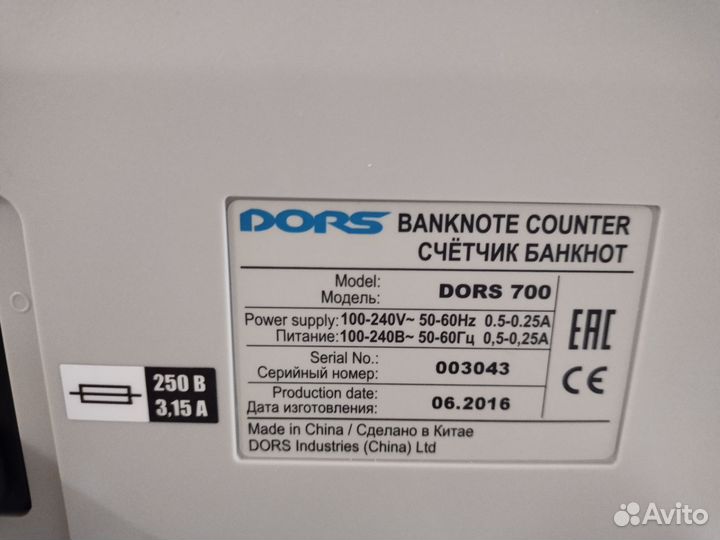 DORS BANKNOTE COUNTER
СЧЁТЧИК БАНКНОТ
Model:
Модель:
DORS 700
Power supply: 100-240V~ 50-60Hz 0.5-0.25A
Питание: 100-240В~ 50-60Гц 0,5-0,25А
Serial No.:
Серийный номер:
003043
Production date:
Дата изготовления:
06.2016
EAC
CE
Made in China / Сделано в Китае
DORS Industries (China) Ltd
250 В
3,15 А
Avito